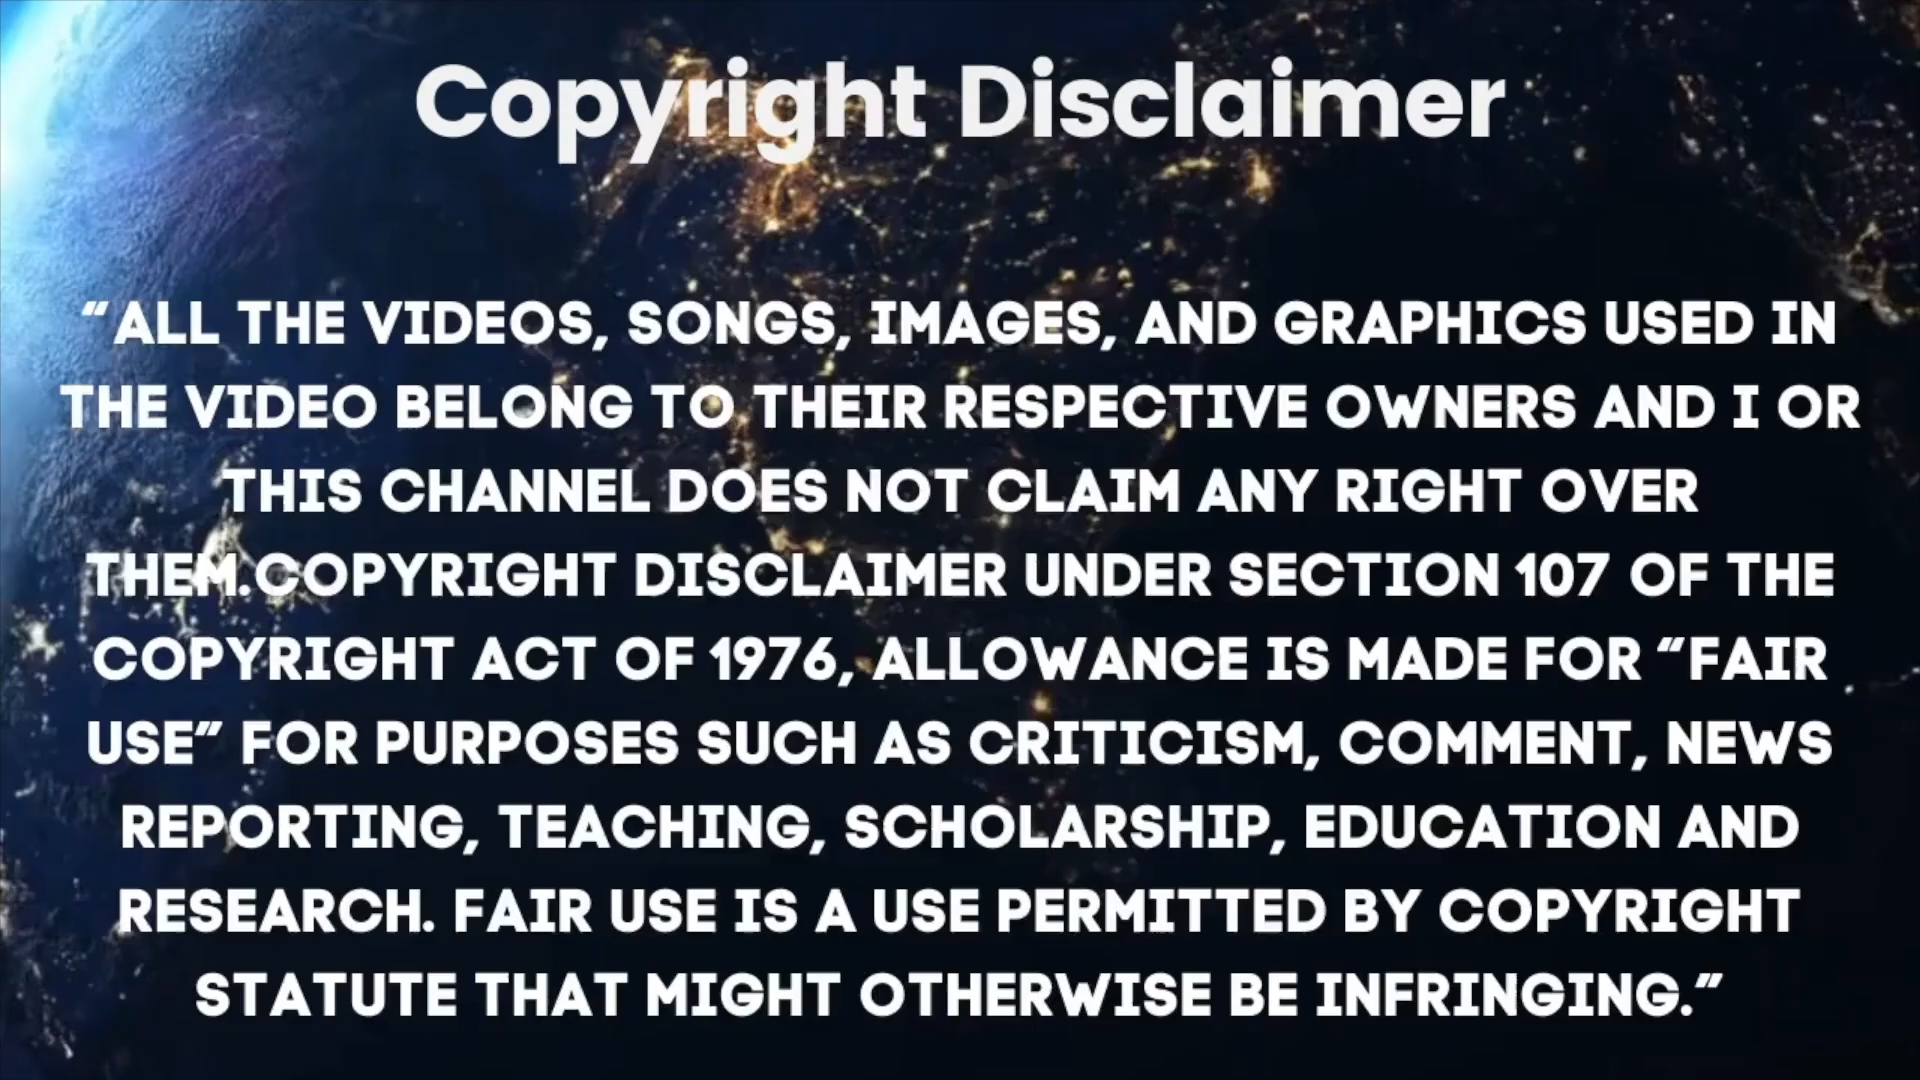 Copyright Disclaimer
“ALL THE VIDEOS, SONGS, IMAGES, AND GRAPHICS USED IN
THE VIDEO BELONG TO THEIR RESPECTIVE OWNERS AND I OR
THIS CHANNEL DOES NOT CLAIM ANY RIGHT OVER
THEM.COPYRIGHT DISCLAIMER UNDER SECTION 107 OF THE
COPYRIGHT ACT OF 1976, ALLOWANCE IS MADE FOR “FAIR
USE” FOR PURPOSES SUCH AS CRITICISM, COMMENT, NEWS
REPORTING, TEACHING, SCHOLARSHIP, EDUCATION AND
RESEARCH. FAIR USE IS A USE PERMITTED BY COPYRIGHT
STATUTE THAT MIGHT OTHERWISE BE INFRINGING.”